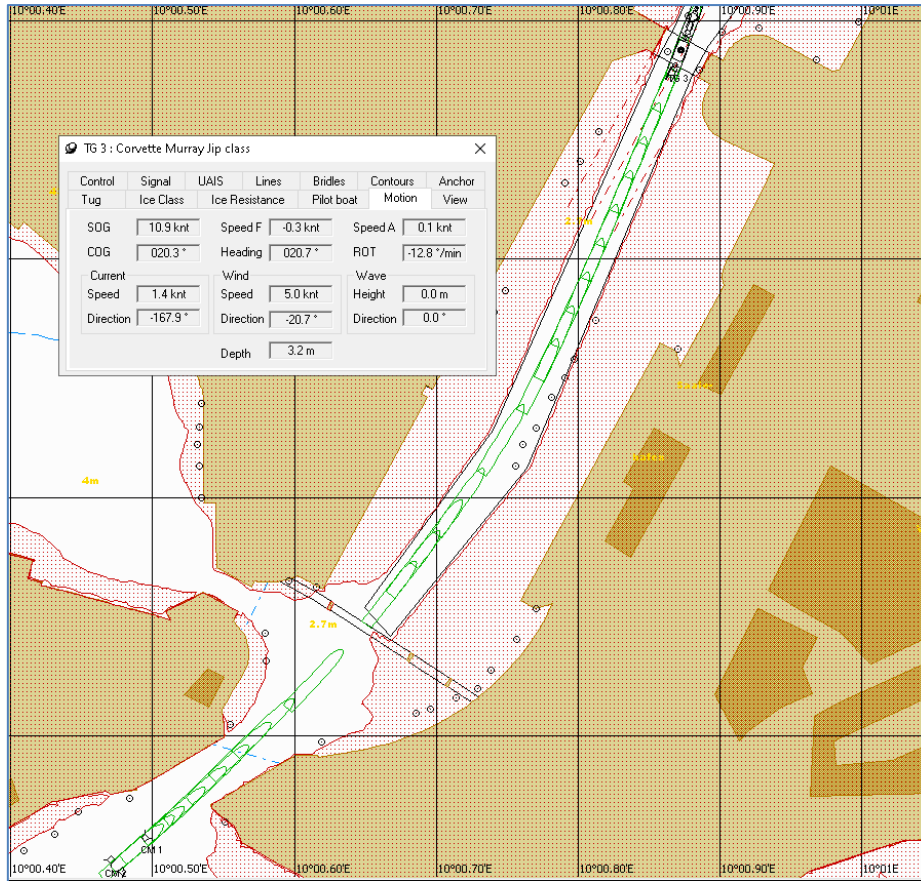 10°00.40'E 10°00.50'E 10°00.60'E 10°00.70'E 10°00.80'E 10°00.90'E 10°01
TG 3
TG 3 : Corvette Murray Jip class
Control Signal UAIS Lines Bridles Contours Anchor
Tug Ice Class Ice Resistance Pilot boat Motion View
SOG 10.9 knt Speed F -0.3 knt Speed A 0.1 knt
COG 020.3 ° Heading 020.7 ° ROT -12.8 °/min
Current Wind Wave
Speed 1.4 knt Speed 5.0 knt Height 0.0 m
Direction -167.9 ° Direction -20.7 ° Direction 0.0 °
Depth 3.2 m
4m
2.7m
CM 1
CM 2
10°00.40'E 10°00.50'E 10°00.60'E 10°00.70'E 10°00.80'E 10°00.90'E 10°01